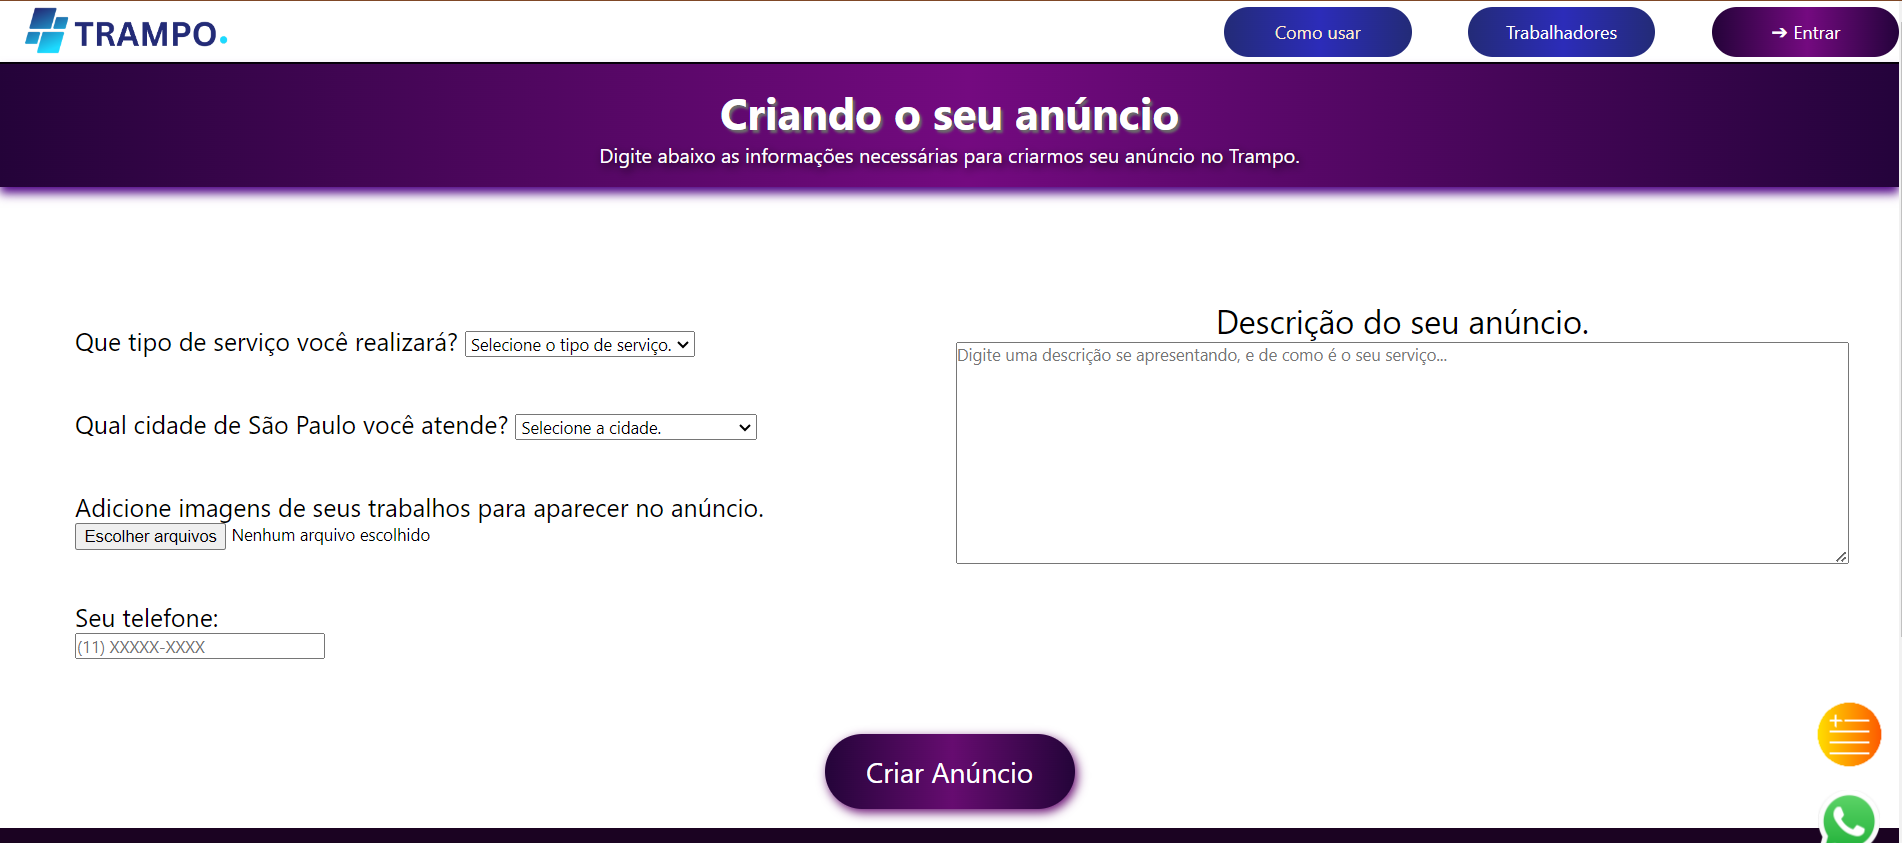 TRAMPO.
Como usar
Trabalhadores
➔ Entrar
Criando o seu anúncio
Digite abaixo as informações necessárias para criarmos seu anúncio no Trampo.
Que tipo de serviço você realizará? Selecione o tipo de serviço.
Qual cidade de São Paulo você atende? Selecione a cidade.
Adicione imagens de seus trabalhos para aparecer no anúncio.
Escolher arquivos Nenhum arquivo escolhido
Seu telefone:
(11) XXXXX-XXXX
Descrição do seu anúncio.
Digite uma descrição se apresentando, e de como é o seu serviço...
Criar Anúncio